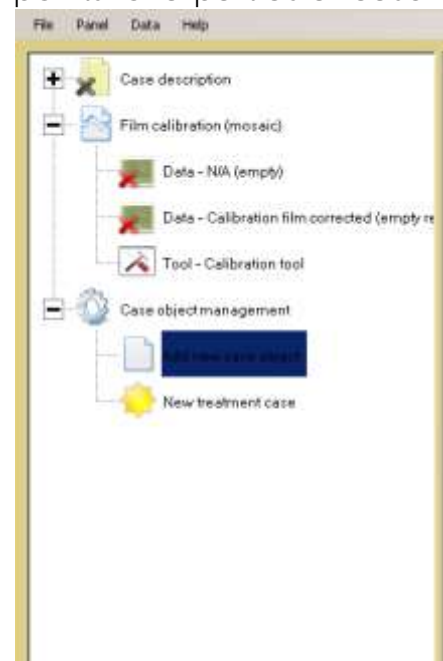 File Panel Data Help
Case description
Film calibration (mosaic)
Data - N/A (empty)
Data - Calibration film corrected (empty re
Tool - Calibration tool
Case object management
Add new case object
New treatment case